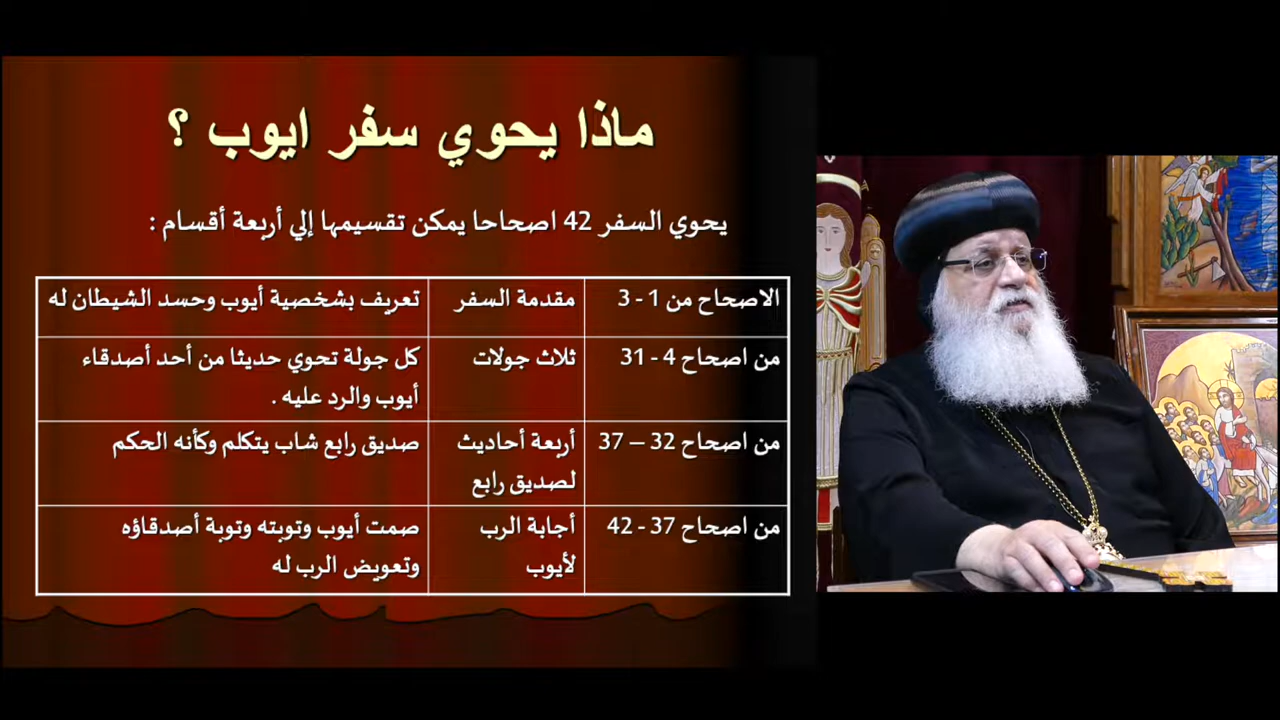 ماذا يحوي سفر ايوب ؟
يحوي السفر 42 اصحاحا يمكن تقسيمها إلي أربعة أقسام :
الاصحاح من 1 - 3
مقدمة السفر
تعريف بشخصية أيوب وحسد الشيطان له
من اصحاح 4 - 31
ثلاث جولات
كل جولة تحوي حديثا من أحد أصدقاء
أيوب والرد عليه .
من اصحاح 32 – 37
أربعة أحاديث
لصديق رابع
صديق رابع شاب يتكلم وكأنه الحكم
من اصحاح 37 - 42
أجابة الرب
لأيوب
صمت أيوب وتوبته وتوبة أصدقاؤه
وتعويض الرب له